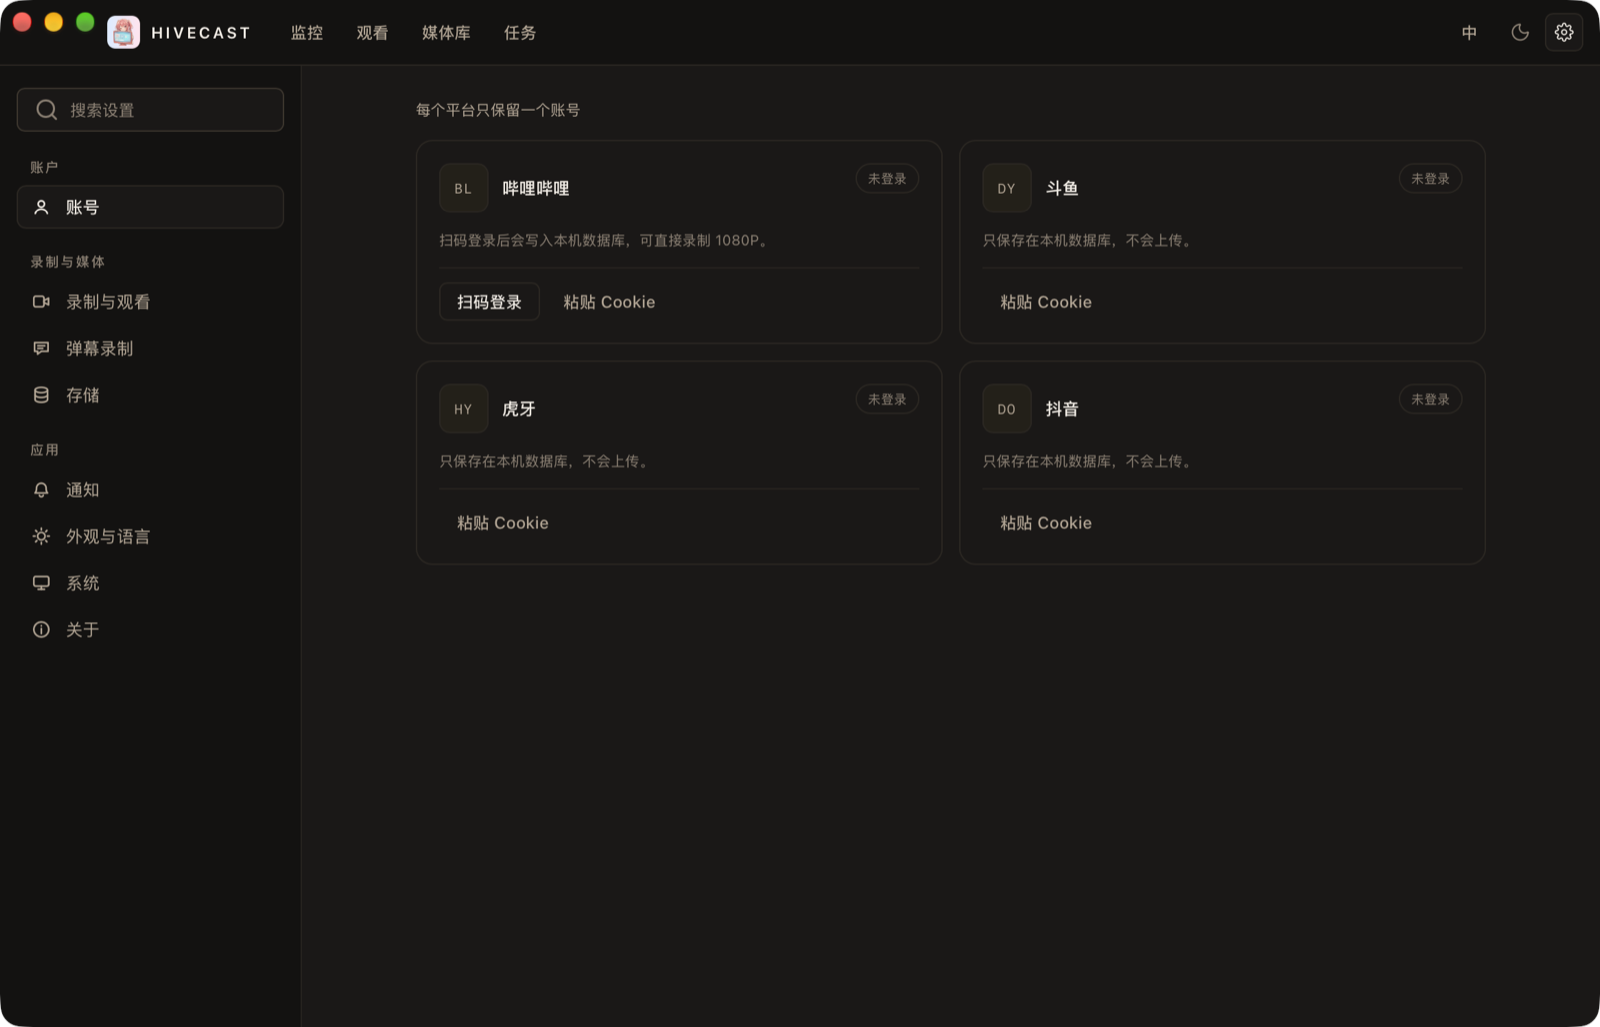 HIVECAST 监控 观看 媒体库 任务 中
搜索设置
账户
账号
录制与媒体
录制与观看
弹幕录制
存储
应用
通知
外观与语言
系统
关于
每个平台只保留一个账号
BL 哔哩哔哩 未登录
扫码登录后会写入本机数据库，可直接录制 1080P。
扫码登录 粘贴 Cookie
DY 斗鱼 未登录
只保存在本机数据库，不会上传。
粘贴 Cookie
HY 虎牙 未登录
只保存在本机数据库，不会上传。
粘贴 Cookie
DO 抖音 未登录
只保存在本机数据库，不会上传。
粘贴 Cookie